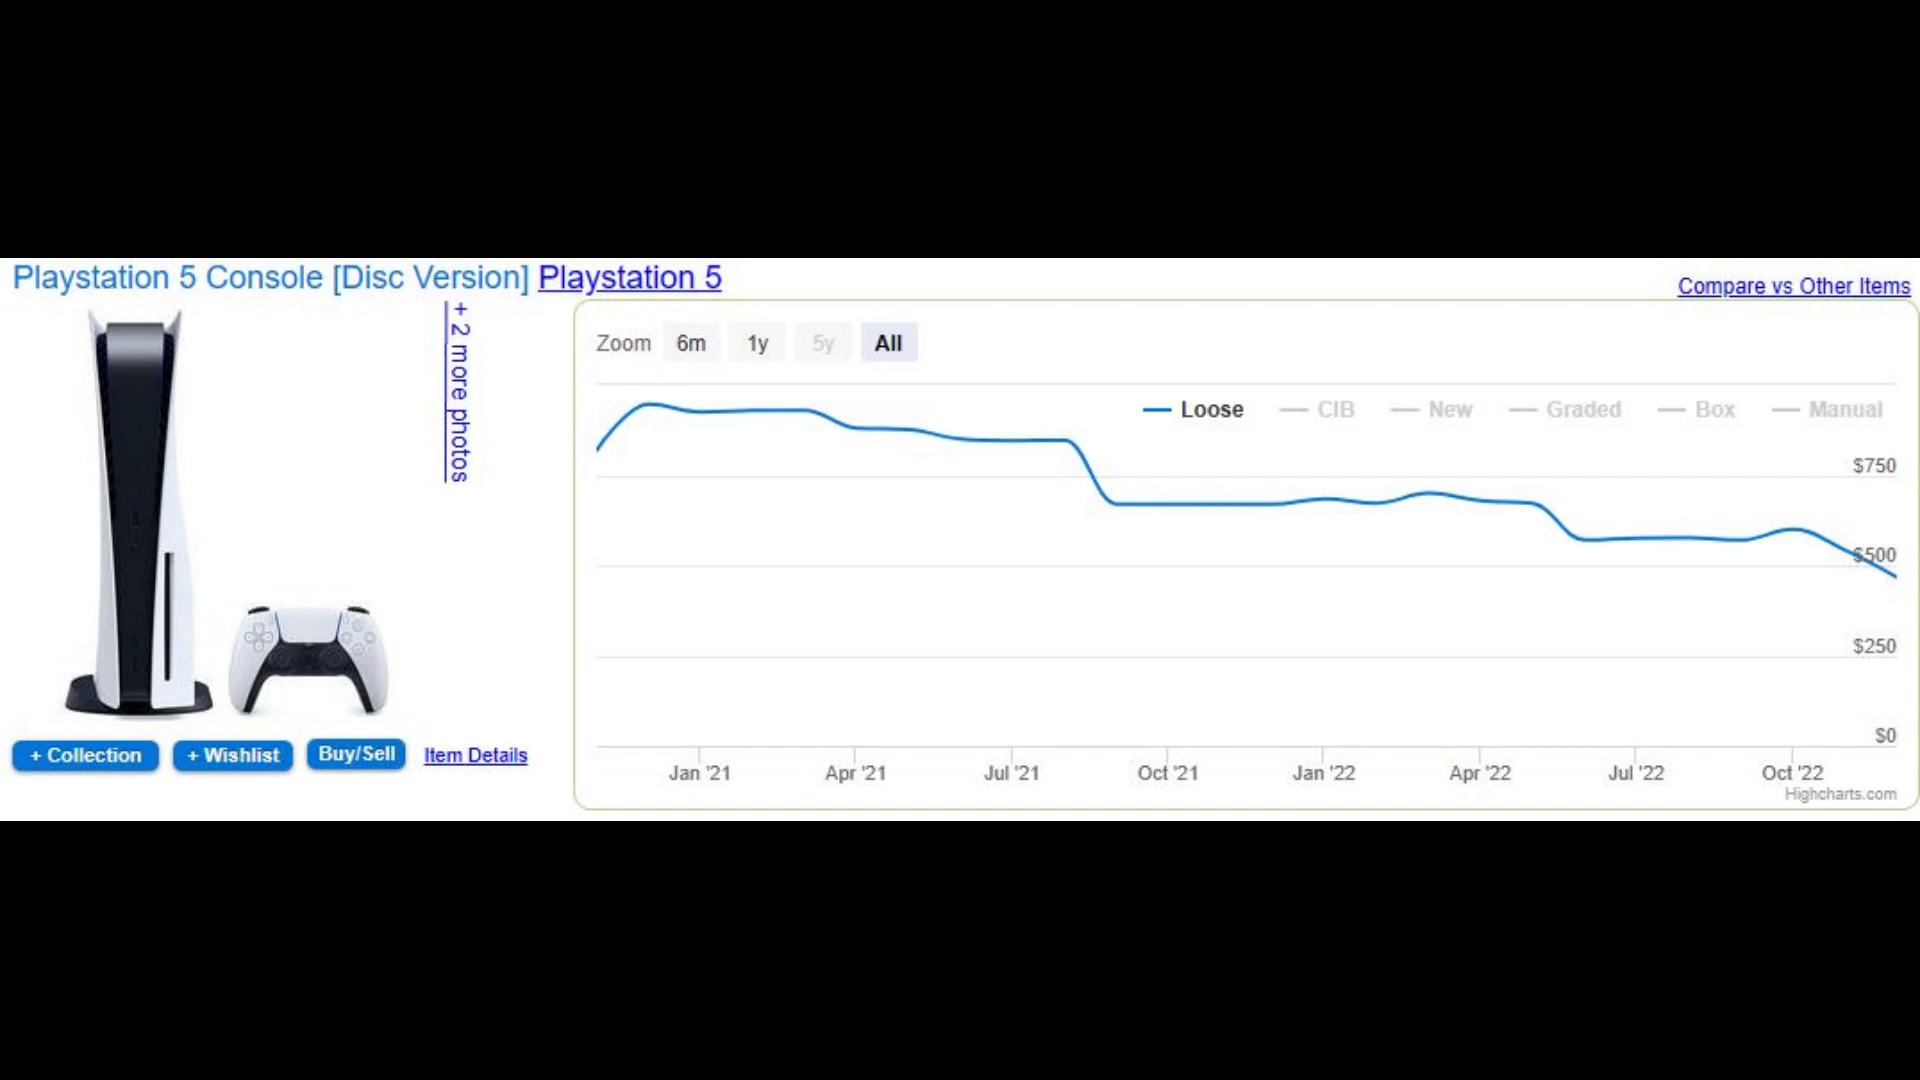 Playstation 5 Console [Disc Version] Playstation 5
Compare vs Other Items
+ 2 more photos
Zoom 6m 1y 5y All
Loose CIB New Graded Box Manual
$750
$500
$250
$0
Jan '21 Apr '21 Jul '21 Oct '21 Jan '22 Apr '22 Jul '22 Oct '22
Highcharts.com
+ Collection + Wishlist Buy/Sell Item Details